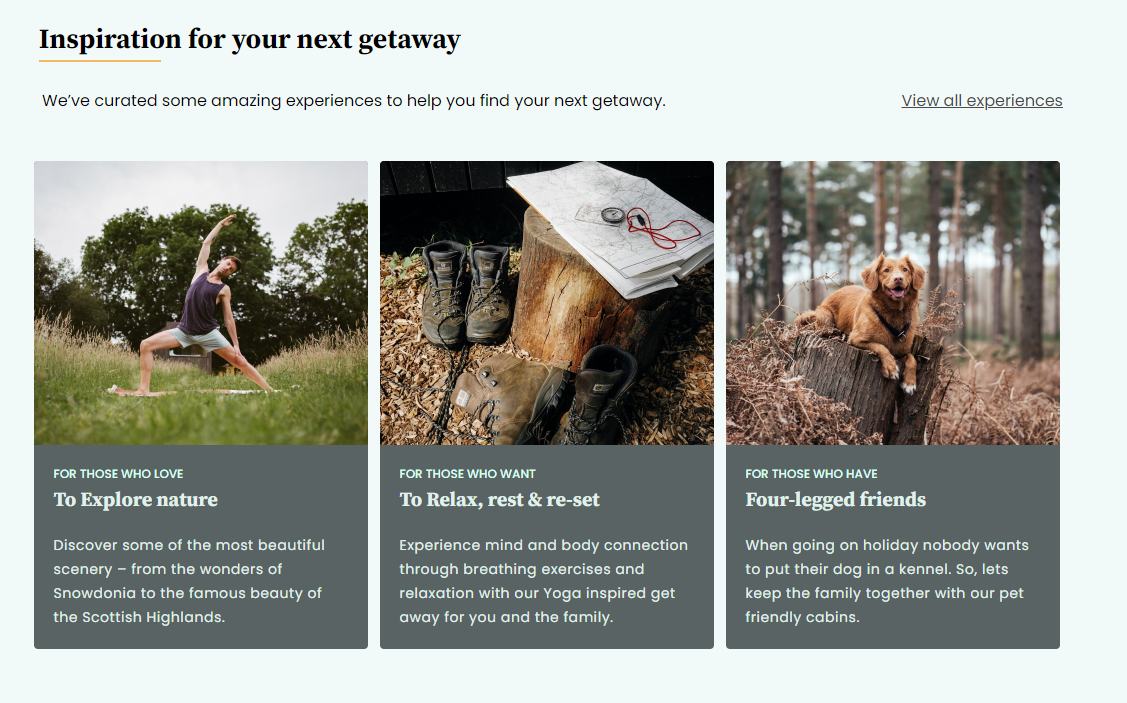 Inspiration for your next getaway
We’ve curated some amazing experiences to help you find your next getaway.
View all experiences
FOR THOSE WHO LOVE
To Explore nature
Discover some of the most beautiful
scenery – from the wonders of
Snowdonia to the famous beauty of
the Scottish Highlands.
FOR THOSE WHO WANT
To Relax, rest & re-set
Experience mind and body connection
through breathing exercises and
relaxation with our Yoga inspired get
away for you and the family.
FOR THOSE WHO HAVE
Four-legged friends
When going on holiday nobody wants
to put their dog in a kennel. So, lets
keep the family together with our pet
friendly cabins.